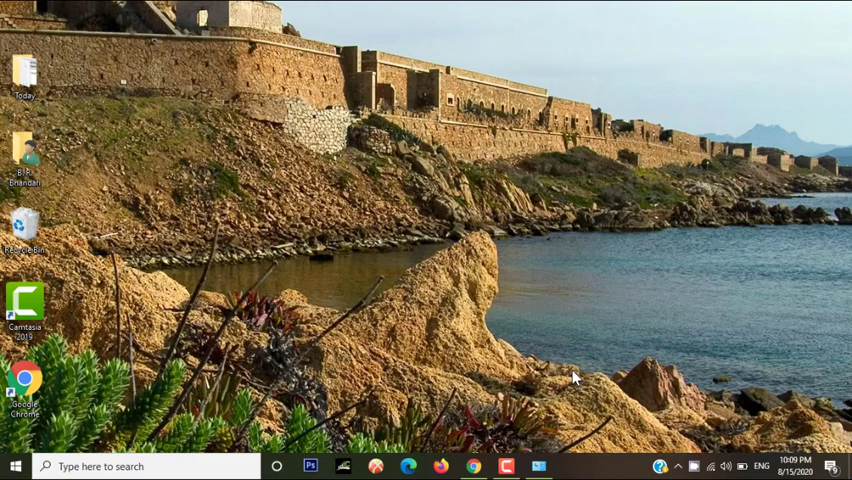 Today
B. R.
Bhandari
Recycle Bin
Camtasia
2019
Google
Chrome
Type here to search
Ps
ENG
10:09 PM
8/15/2020
9